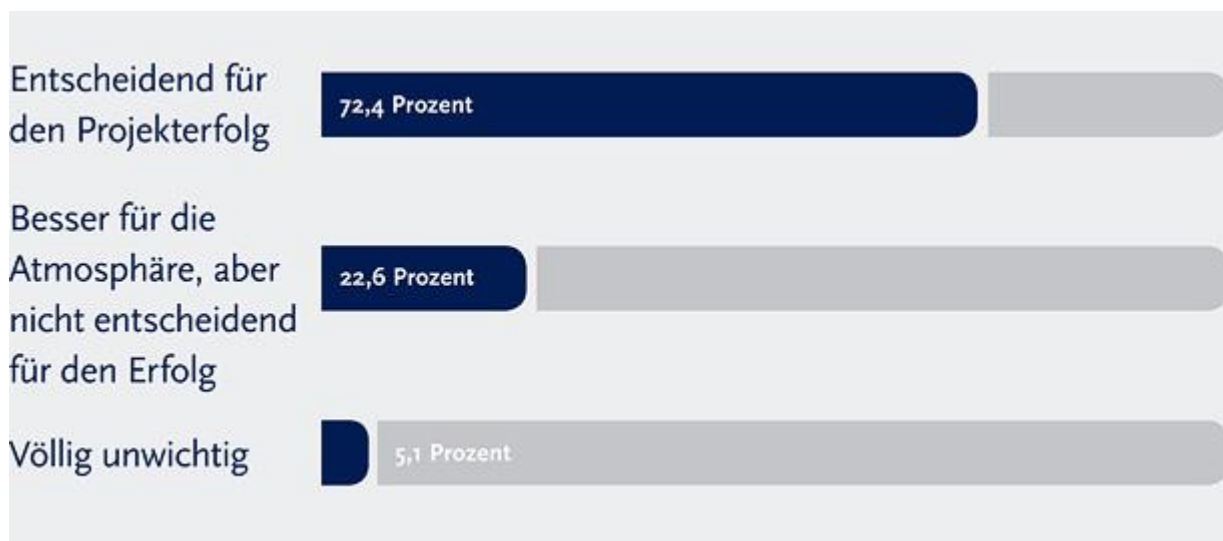 Entscheidend für
den Projekterfolg
72,4 Prozent
Besser für die
Atmosphäre, aber
nicht entscheidend
für den Erfolg
22,6 Prozent
Völlig unwichtig
5,1 Prozent